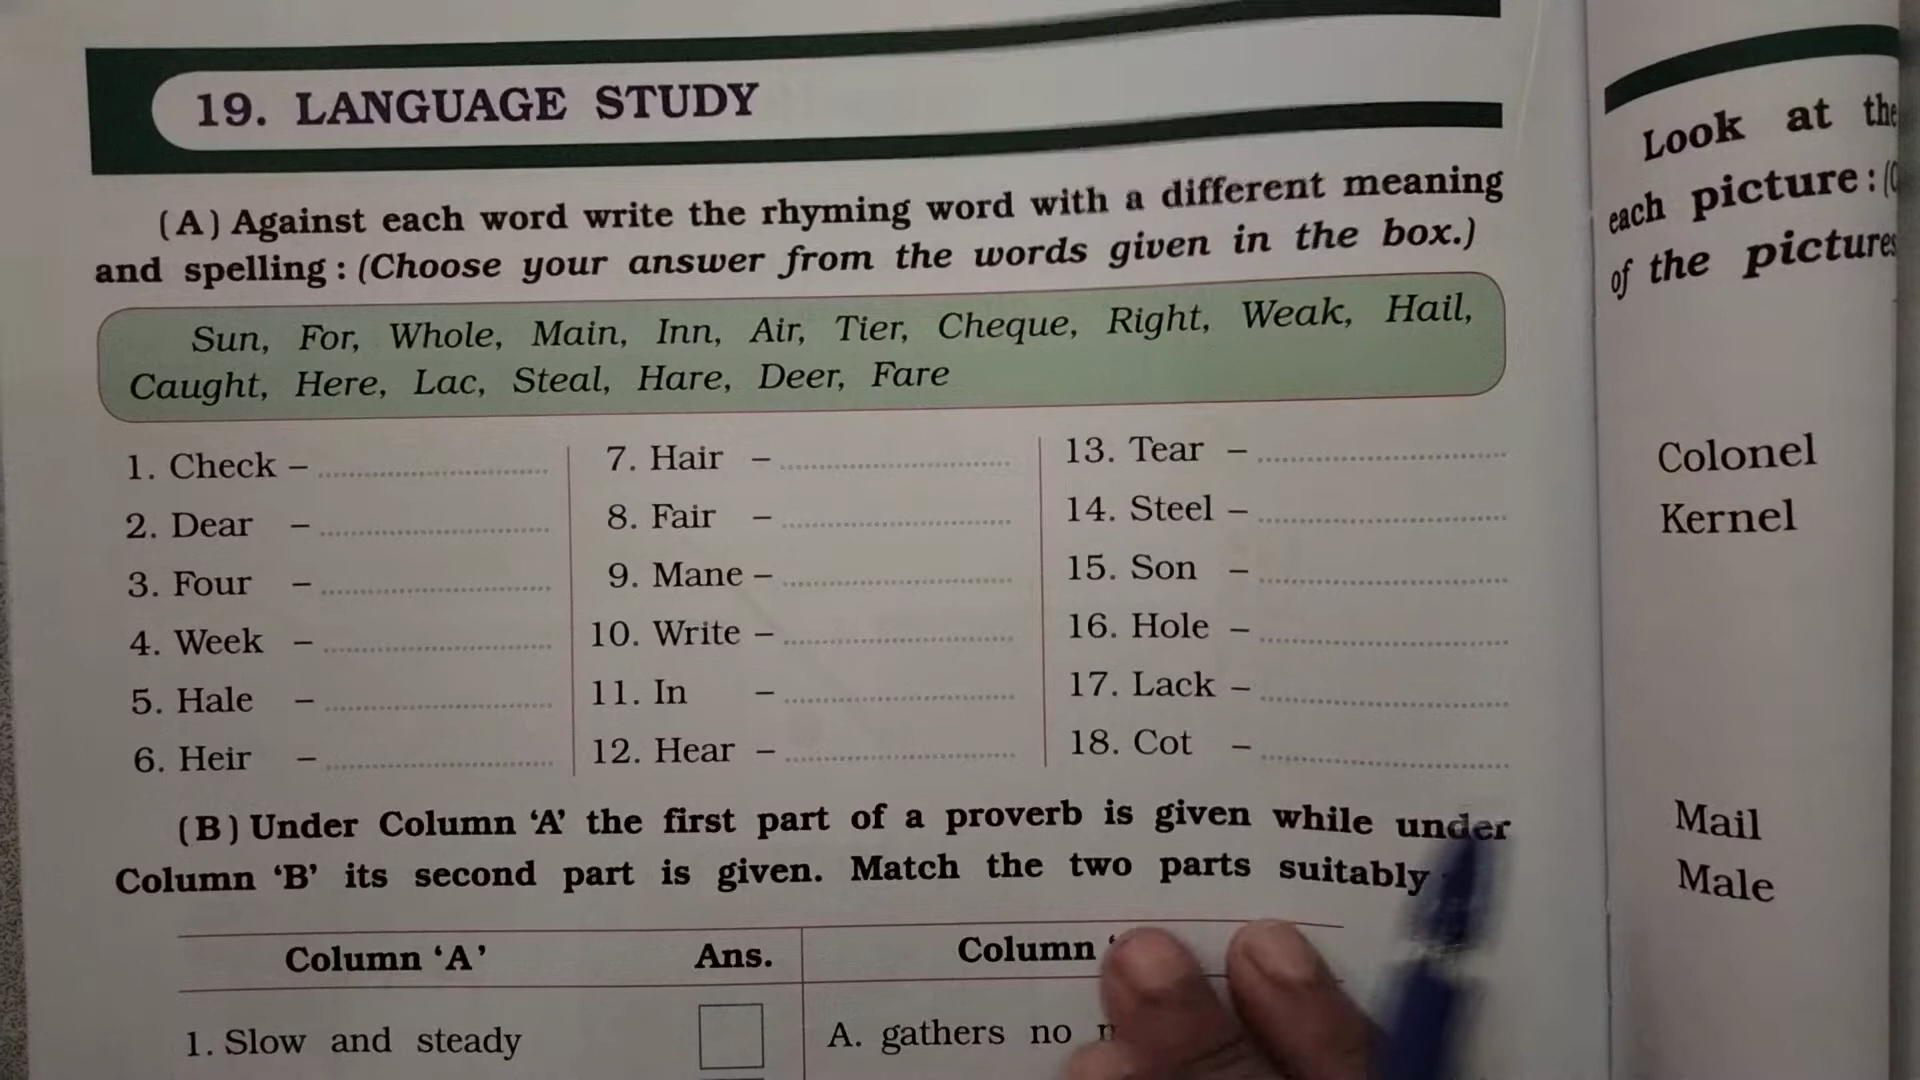 19. LANGUAGE STUDY
(A) Against each word write the rhyming word with a different meaning
and spelling : (Choose your answer from the words given in the box.)
Sun, For, Whole, Main, Inn, Air, Tier, Cheque, Right, Weak, Hail,
Caught, Here, Lac, Steal, Hare, Deer, Fare
1. Check –
2. Dear –
3. Four –
4. Week –
5. Hale –
6. Heir –
7. Hair –
8. Fair –
9. Mane –
10. Write –
11. In –
12. Hear –
13. Tear –
14. Steel –
15. Son –
16. Hole –
17. Lack –
18. Cot –
(B) Under Column ‘A’ the first part of a proverb is given while under
Column ‘B’ its second part is given. Match the two parts suitably
Column ‘A’ Ans. Column
1. Slow and steady
A. gathers no
Look at the
each picture :
of the pictures
Colonel
Kernel
Mail
Male